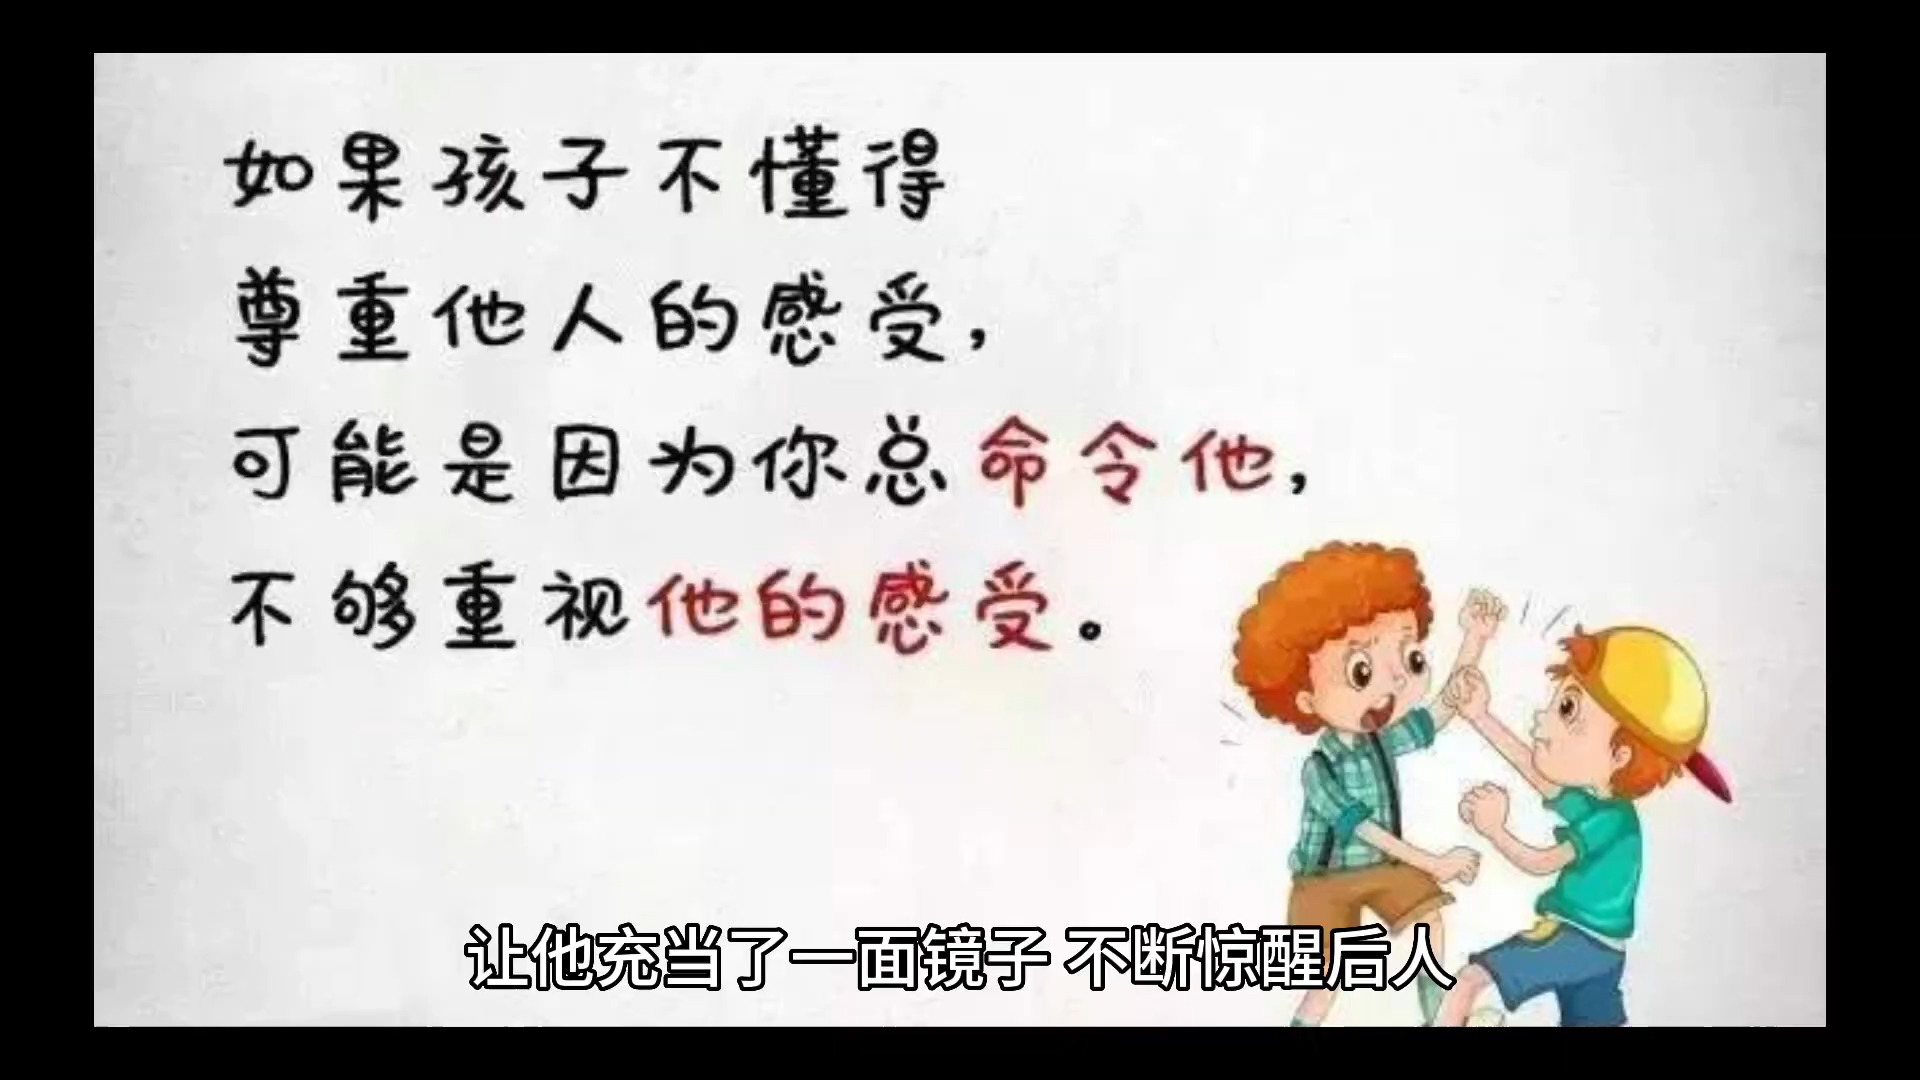 如果孩子不懂得
尊重他人的感受，
可能是因为你总命令他，
不够重视他的感受。
让他充当了一面镜子 不断惊醒后人